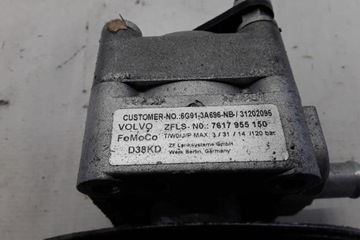 CUSTOMER-NO.:6G91-3A696-NB-/31202095
VOLVO ZFLS- NO.: 7617 955 150
FoMoCo T/W0/J/P MAX. 3 / 31 / 14 /120 bar
D38KD ZF Lenksysteme GmbH
Werk Berlin, Germany